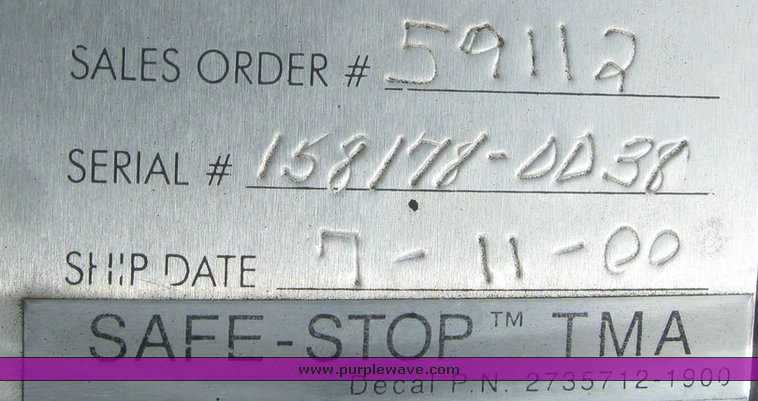 SALES ORDER # 59112
SERIAL # 158178-0038
SHIP DATE 7-11-00
SAFE-STOP™ TMA
www.purplewave.com
Decal P.N. 2735712-1900